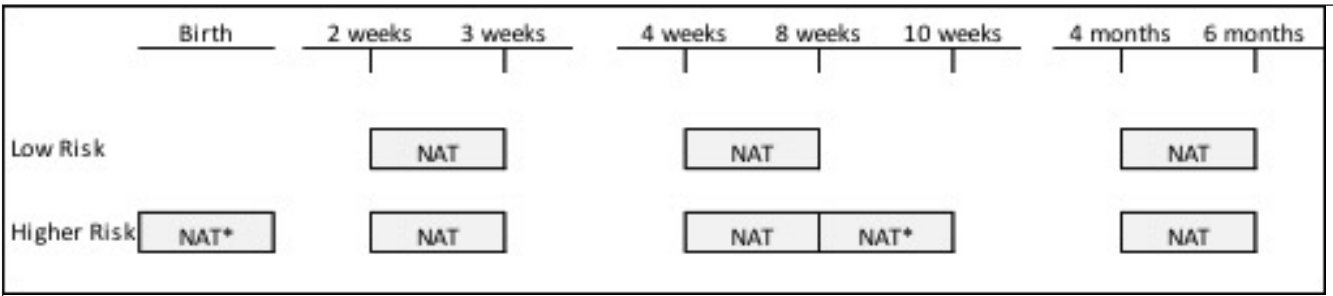 Birth 2 weeks 3 weeks 4 weeks 8 weeks 10 weeks 4 months 6 months
Low Risk NAT NAT NAT
Higher Risk NAT* NAT NAT NAT* NAT